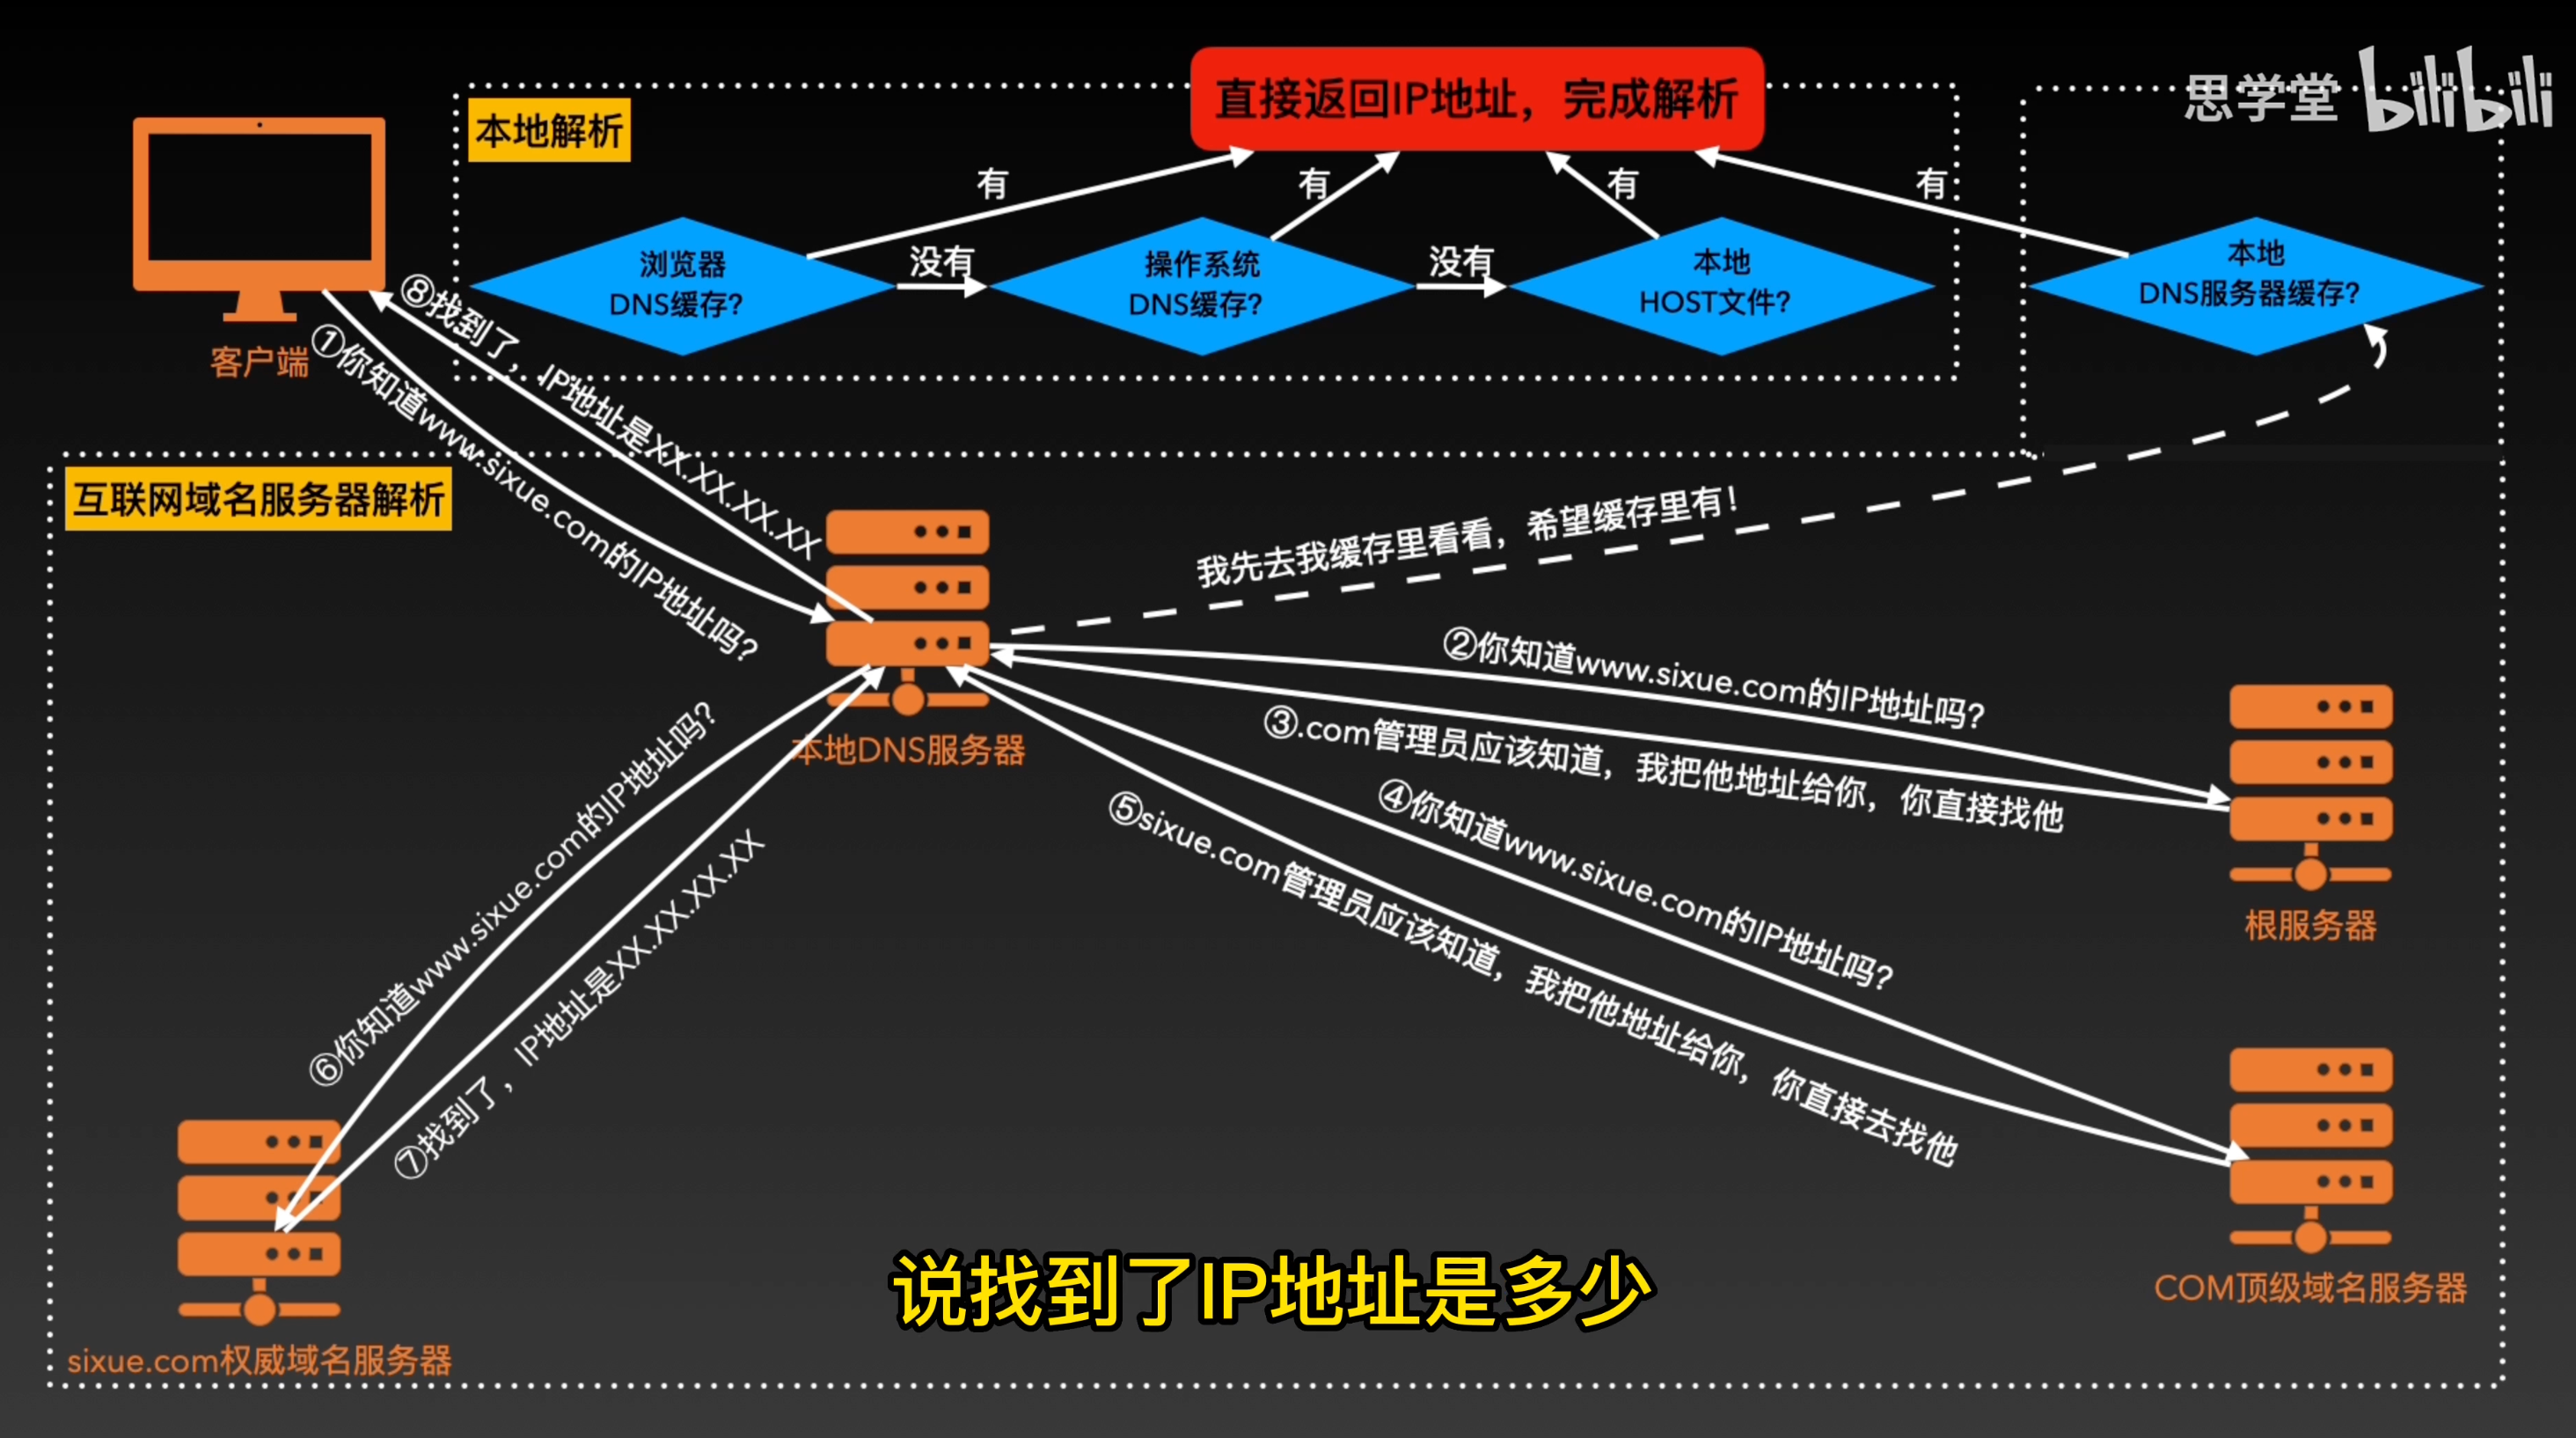 思学堂 bilibili
直接返回IP地址，完成解析
本地解析
有
有
有
有
浏览器
DNS缓存?
没有
操作系统
DNS缓存?
没有
本地
HOST文件?
本地
DNS服务器缓存?
客户端
⑧找到了，IP地址是XX.XX.XX.XX
①你知道www.sixue.com的IP地址吗?
互联网域名服务器解析
我先去我缓存里看看，希望缓存里有!
本地DNS服务器
②你知道www.sixue.com的IP地址吗?
③.com管理员应该知道，我把他地址给你，你直接找他
④你知道www.sixue.com的IP地址吗?
⑤sixue.com管理员应该知道，我把他地址给你，你直接去找他
根服务器
⑥你知道www.sixue.com的IP地址吗?
⑦找到了，IP地址是XX.XX.XX.XX
COM顶级域名服务器
sixue.com权威域名服务器
说找到了IP地址是多少